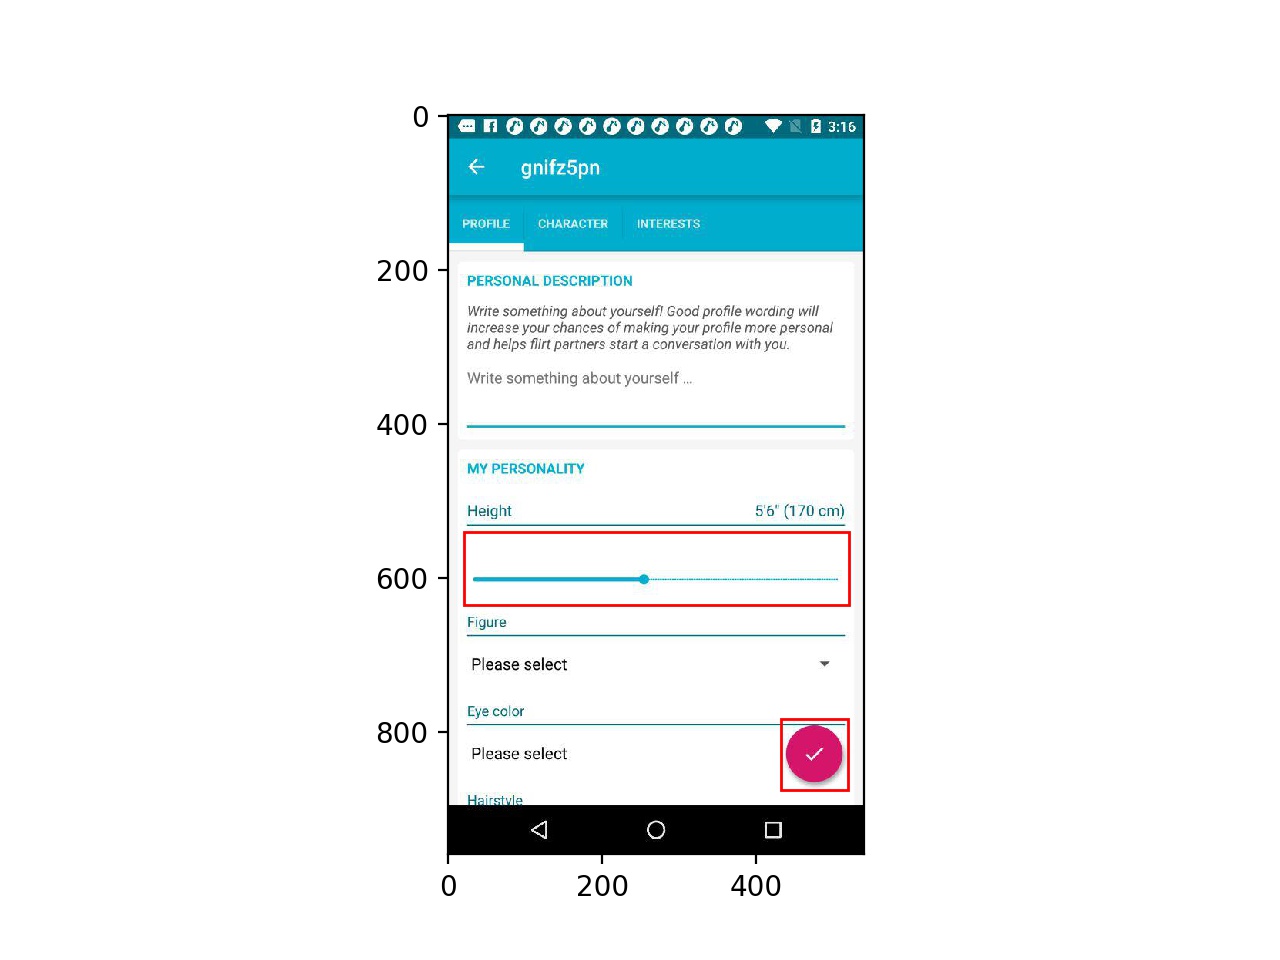 0
200
400
600
800
0
200
400
3:16
gnifz5pn
PROFILE
CHARACTER
INTERESTS
PERSONAL DESCRIPTION
Write something about yourself! Good profile wording will
increase your chances of making your profile more personal
and helps flirt partners start a conversation with you.
Write something about yourself ...
MY PERSONALITY
Height 5'6" (170 cm)
Figure
Please select
Eye color
Please select
Hairstyle